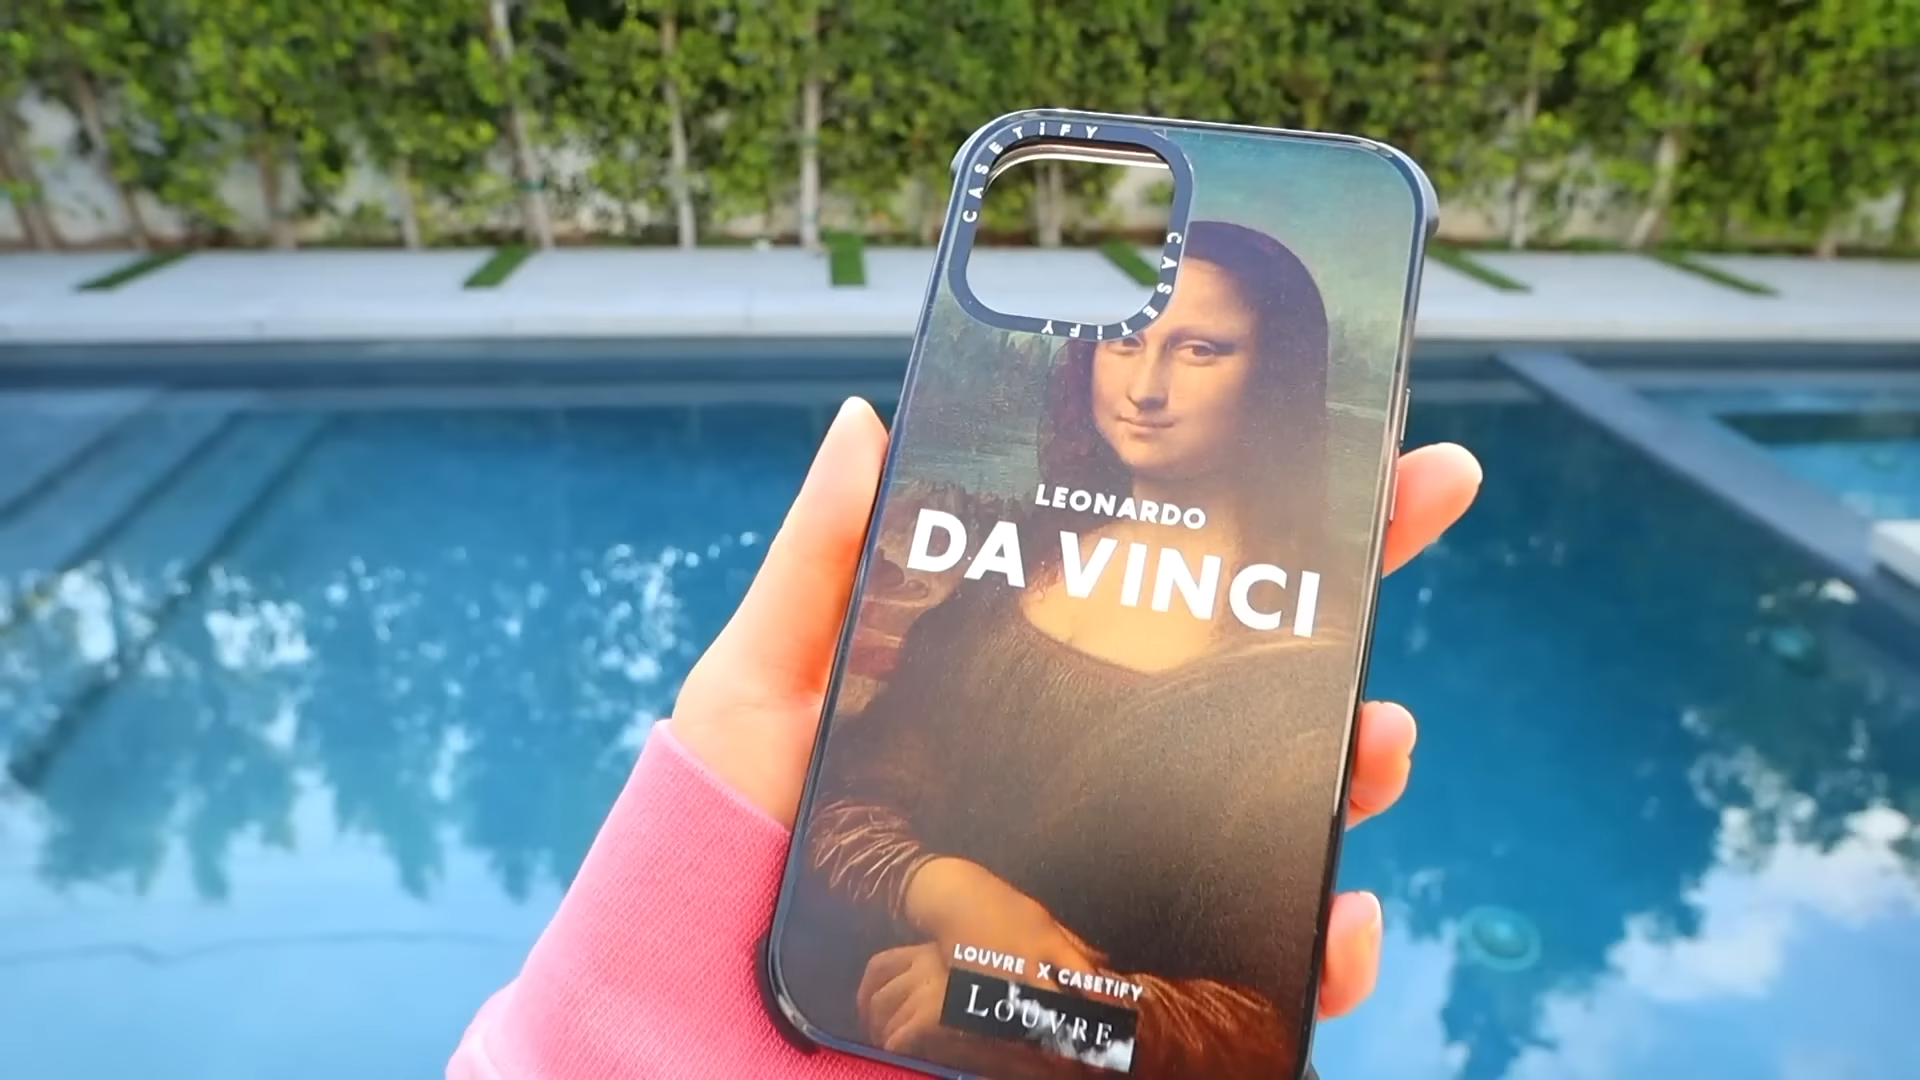 CASETiFY
CASETiFY
LEONARDO
DA VINCI
LOUVRE X CASETiFY
LOUVRE